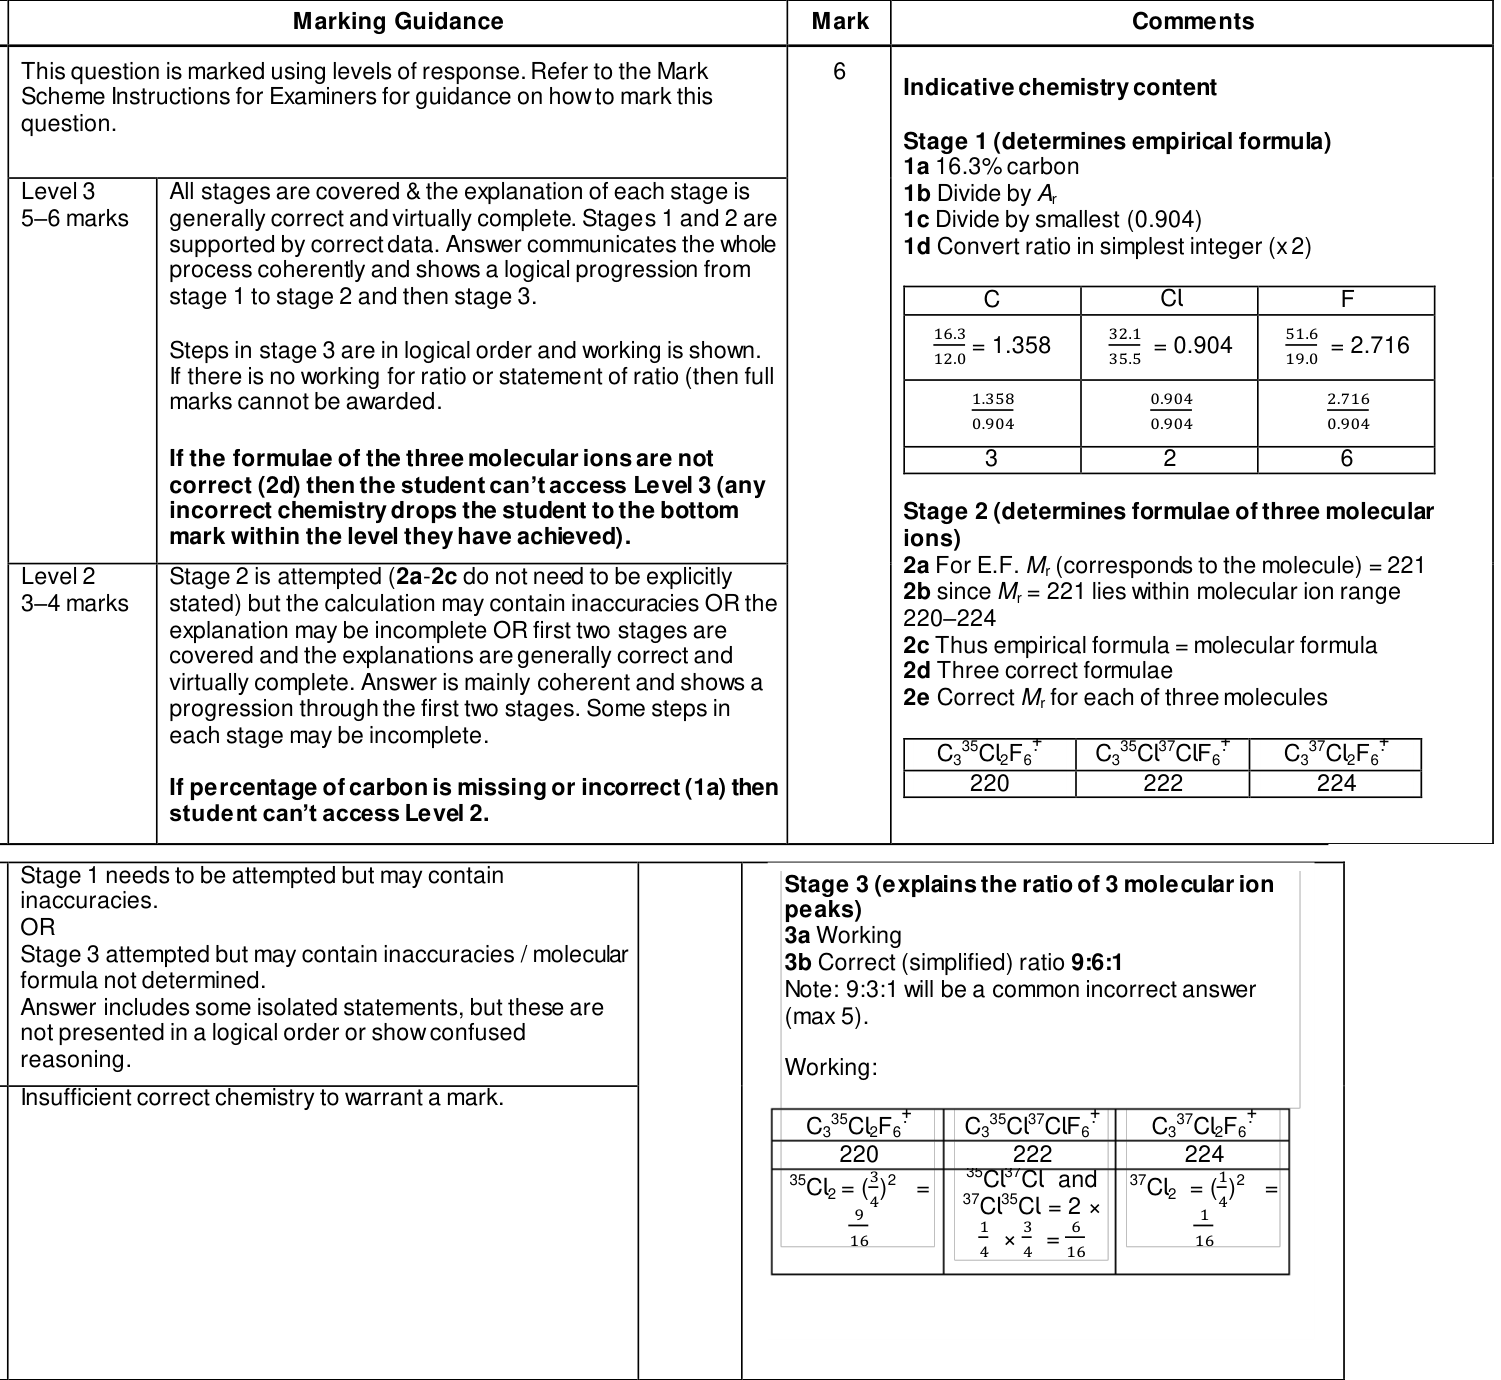 Marking Guidance
Mark
Comments
This question is marked using levels of response. Refer to the Mark
Scheme Instructions for Examiners for guidance on how to mark this
question.
6
Level 3
5–6 marks
All stages are covered & the explanation of each stage is
generally correct and virtually complete. Stages 1 and 2 are
supported by correct data. Answer communicates the whole
process coherently and shows a logical progression from
stage 1 to stage 2 and then stage 3.
Steps in stage 3 are in logical order and working is shown.
If there is no working for ratio or statement of ratio (then full
marks cannot be awarded.
If the formulae of the three molecular ions are not
correct (2d) then the student can’t access Level 3 (any
incorrect chemistry drops the student to the bottom
mark within the level they have achieved).
Level 2
3–4 marks
Stage 2 is attempted (2a-2c do not need to be explicitly
stated) but the calculation may contain inaccuracies OR the
explanation may be incomplete OR first two stages are
covered and the explanations are generally correct and
virtually complete. Answer is mainly coherent and shows a
progression through the first two stages. Some steps in
each stage may be incomplete.
If percentage of carbon is missing or incorrect (1a) then
student can’t access Level 2.
Indicative chemistry content
Stage 1 (determines empirical formula)
1a 16.3% carbon
1b Divide by Aᵣ
1c Divide by smallest (0.904)
1d Convert ratio in simplest integer (x 2)
C Cl F
16.3/12.0 = 1.358 32.1/35.5 = 0.904 51.6/19.0 = 2.716
1.358/0.904 0.904/0.904 2.716/0.904
3 2 6
Stage 2 (determines formulae of three molecular
ions)
2a For E.F. Mᵣ (corresponds to the molecule) = 221
2b since Mᵣ = 221 lies within molecular ion range
220–224
2c Thus empirical formula = molecular formula
2d Three correct formulae
2e Correct Mᵣ for each of three molecules
C₃³⁵Cl₂F₆⁺· C₃³⁵Cl³⁷ClF₆⁺· C₃³⁷Cl₂F₆⁺·
220 222 224
Stage 1 needs to be attempted but may contain
inaccuracies.
OR
Stage 3 attempted but may contain inaccuracies / molecular
formula not determined.
Answer includes some isolated statements, but these are
not presented in a logical order or show confused
reasoning.
Insufficient correct chemistry to warrant a mark.
Stage 3 (explains the ratio of 3 molecular ion
peaks)
3a Working
3b Correct (simplified) ratio 9:6:1
Note: 9:3:1 will be a common incorrect answer
(max 5).
Working:
C₃³⁵Cl₂F₆⁺· C₃³⁵Cl³⁷ClF₆⁺· C₃³⁷Cl₂F₆⁺·
220 222 224
³⁵Cl₂ = (3/4)² =
9/16
³⁵Cl³⁷Cl and
³⁷Cl³⁵Cl = 2 ×
1/4 × 3/4 = 6/16
³⁷Cl₂ = (1/4)² =
1/16